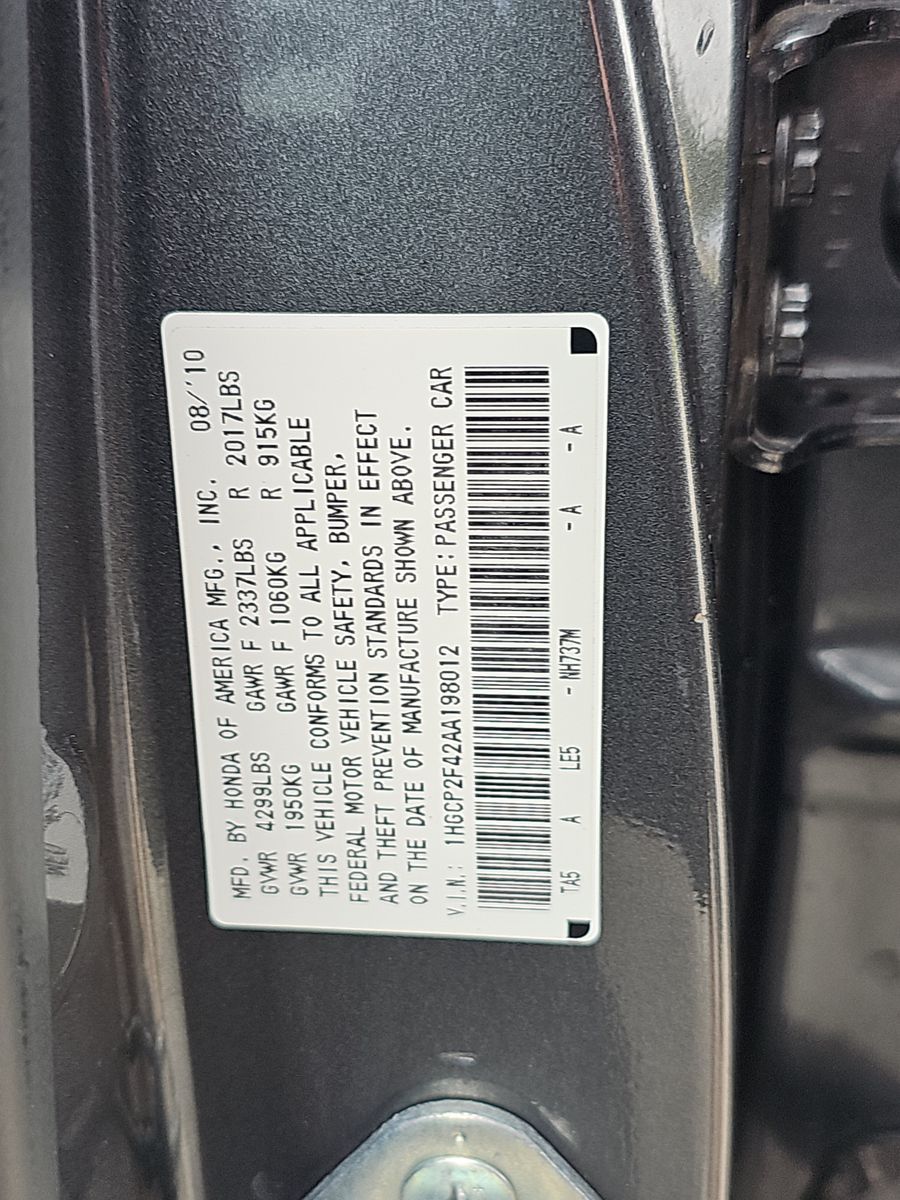 MFD. BY HONDA OF AMERICA MFG., INC. 08/'10
GVWR 4299LBS GAWR F 2337LBS R 2017LBS
GVWR 1950KG GAWR F 1060KG R 915KG
THIS VEHICLE CONFORMS TO ALL APPLICABLE
FEDERAL MOTOR VEHICLE SAFETY, BUMPER,
AND THEFT PREVENTION STANDARDS IN EFFECT
ON THE DATE OF MANUFACTURE SHOWN ABOVE.
V.I.N.: 1HGCP2F42AA198012 TYPE:PASSENGER CAR
TA5 A LE5 - NH737M - A - A